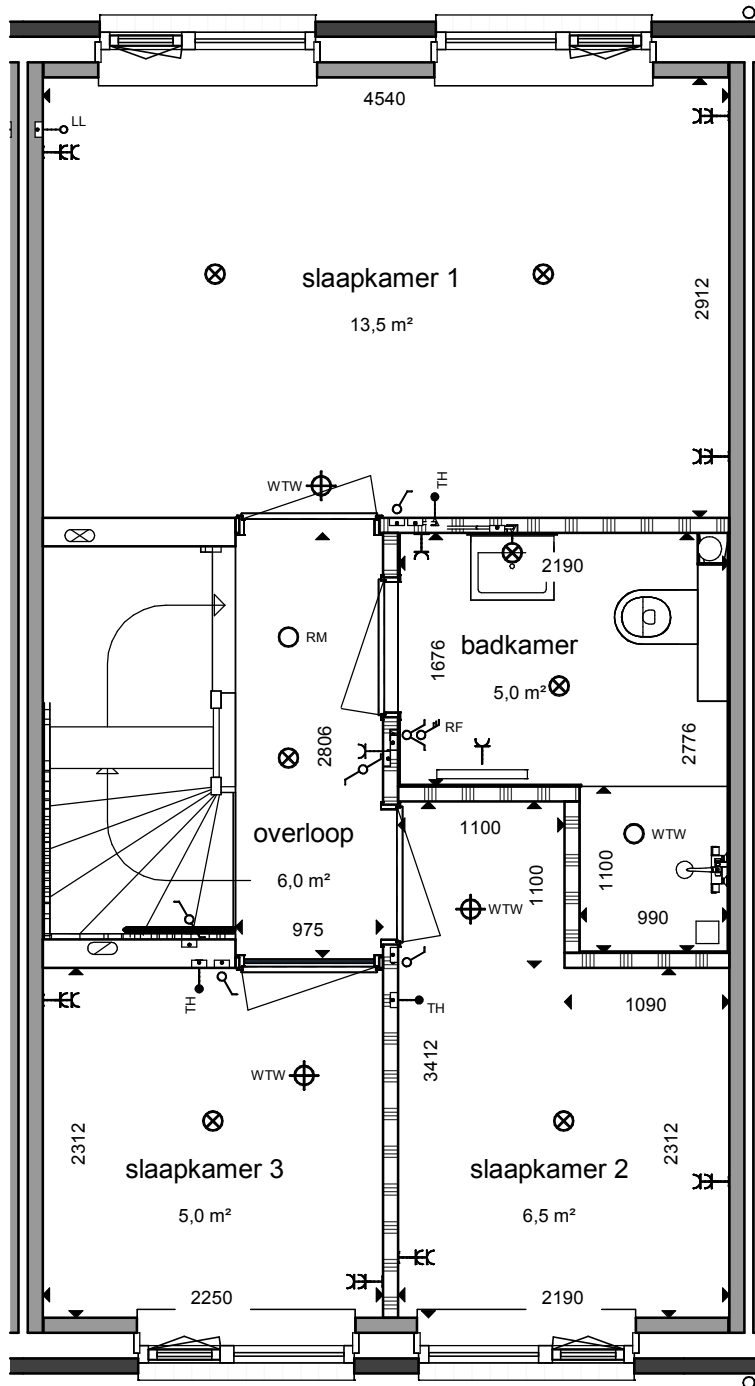 4540
LL
slaapkamer 1
13,5 m²
2912
WTW
TH
2190
RM
badkamer
1676
5,0 m²
RF
2806
2776
overloop
1100
WTW
6,0 m²
1100
1100
WTW
975
990
TH
TH
1090
3412
WTW
2312
2312
slaapkamer 3
slaapkamer 2
5,0 m²
6,5 m²
2250
2190